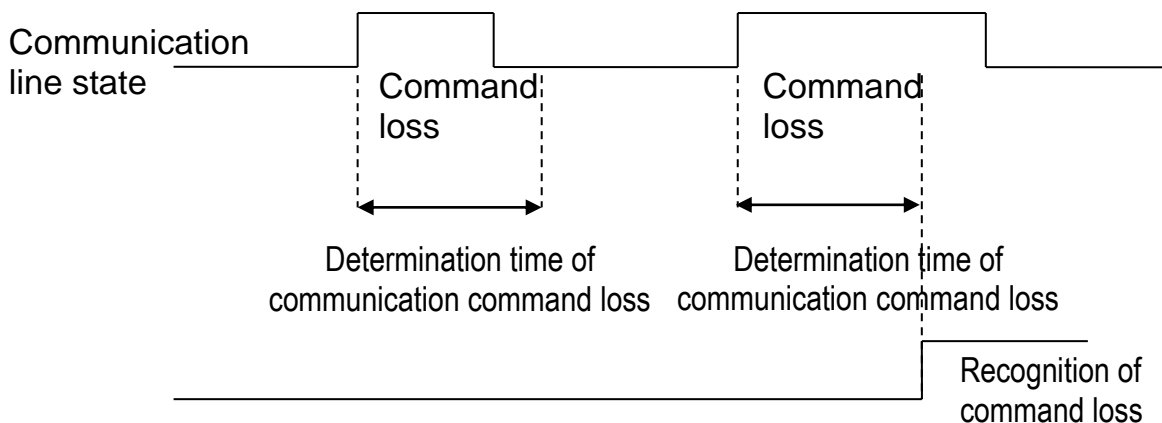 Communication
line state
Command
loss
Command
loss
Determination time of
communication command loss
Determination time of
communication command loss
Recognition of
command loss